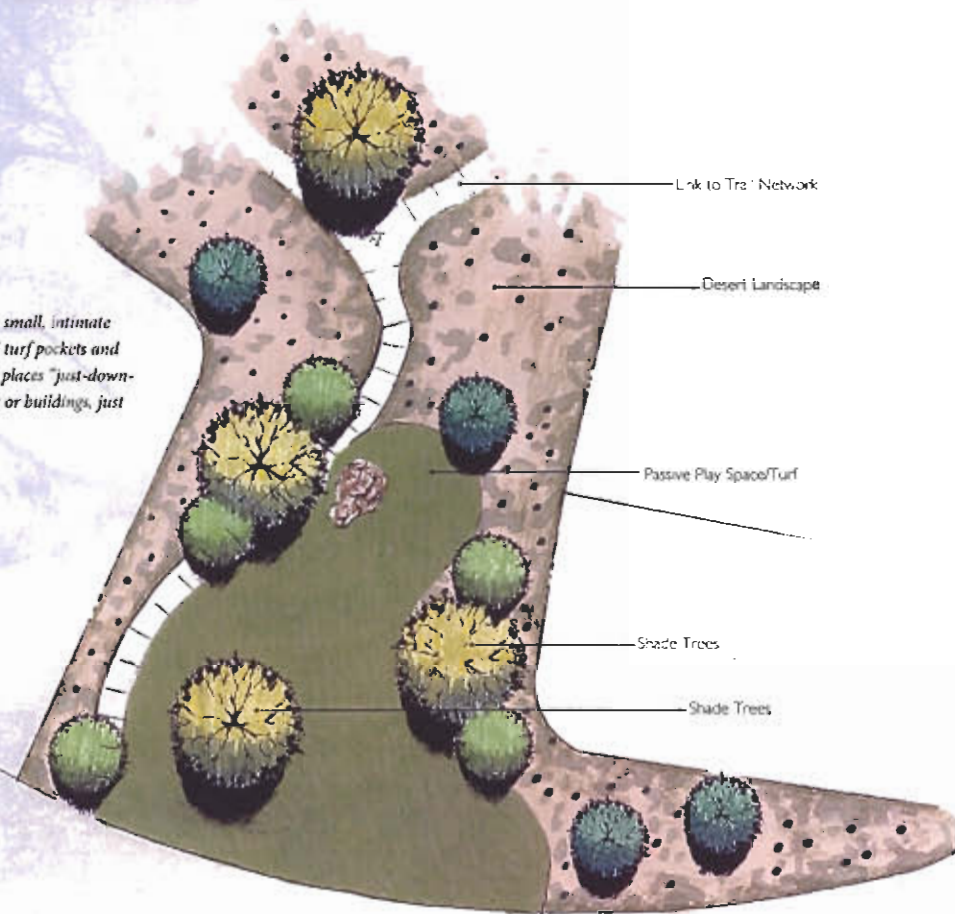 small, intimate
turf pockets and
places "just-down-
or buildings, just
Link to Trail Network
Desert Landscape
Passive Play Space/Turf
Shade Trees
Shade Trees